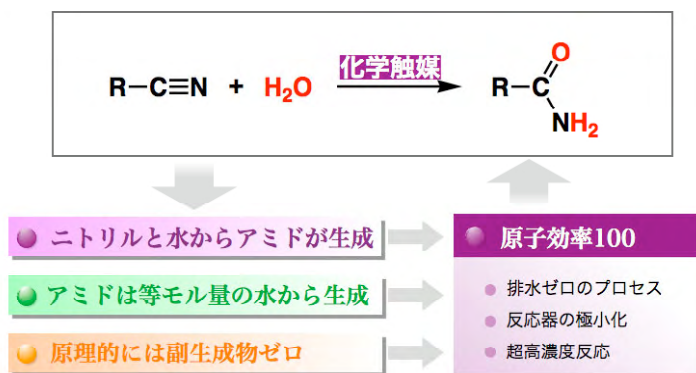 化学触媒
R−C≡N + H₂O
R−C
O
NH₂
ニトリルと水からアミドが生成
アミドは等モル量の水から生成
原理的には副生成物ゼロ
原子効率100
排水ゼロのプロセス
反応器の極小化
超高濃度反応